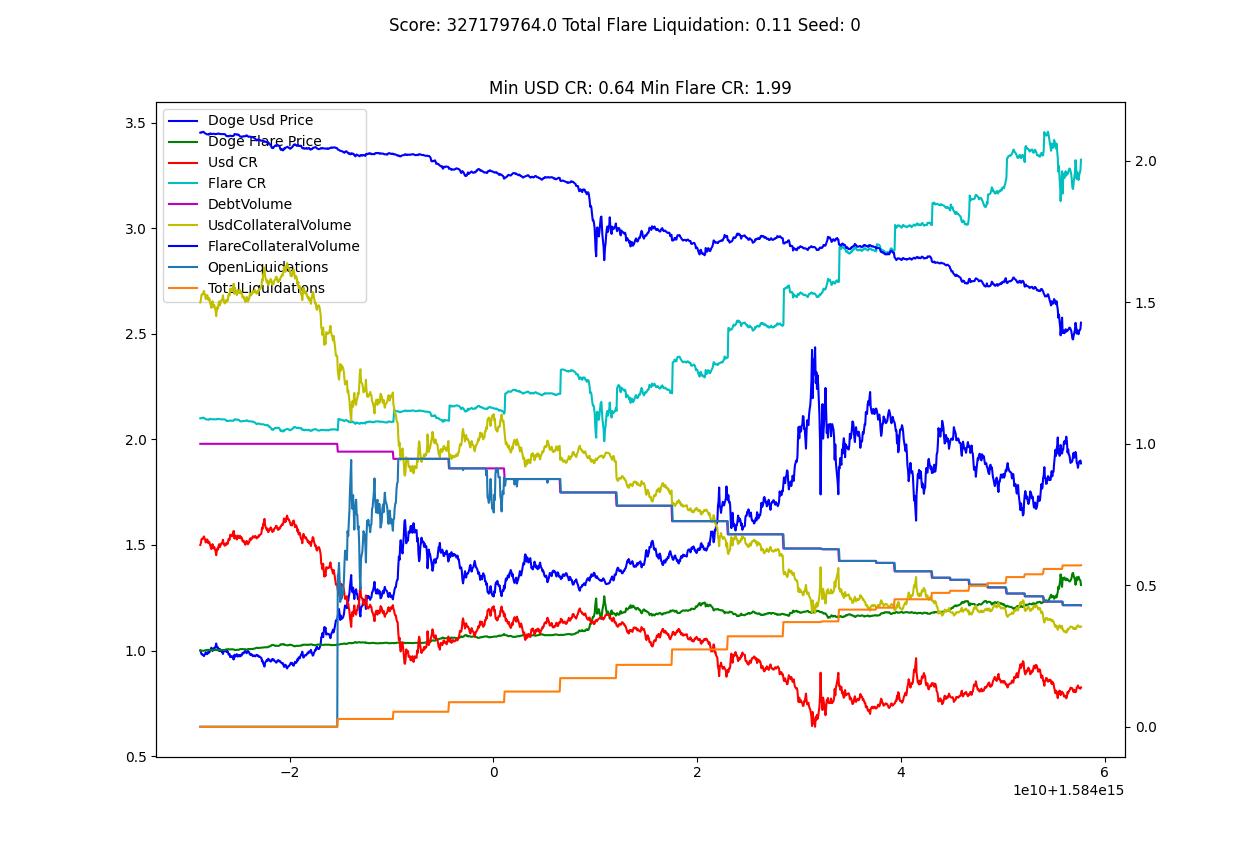 Score: 327179764.0 Total Flare Liquidation: 0.11 Seed: 0
Min USD CR: 0.64 Min Flare CR: 1.99
Doge Usd Price
Doge Flare Price
Usd CR
Flare CR
DebtVolume
UsdCollateralVolume
FlareCollateralVolume
OpenLiquidations
TotalLiquidations
3.5
3.0
2.5
2.0
1.5
1.0
0.5
2.0
1.5
1.0
0.5
0.0
−2 0 2 4 6
1e10+1.584e15